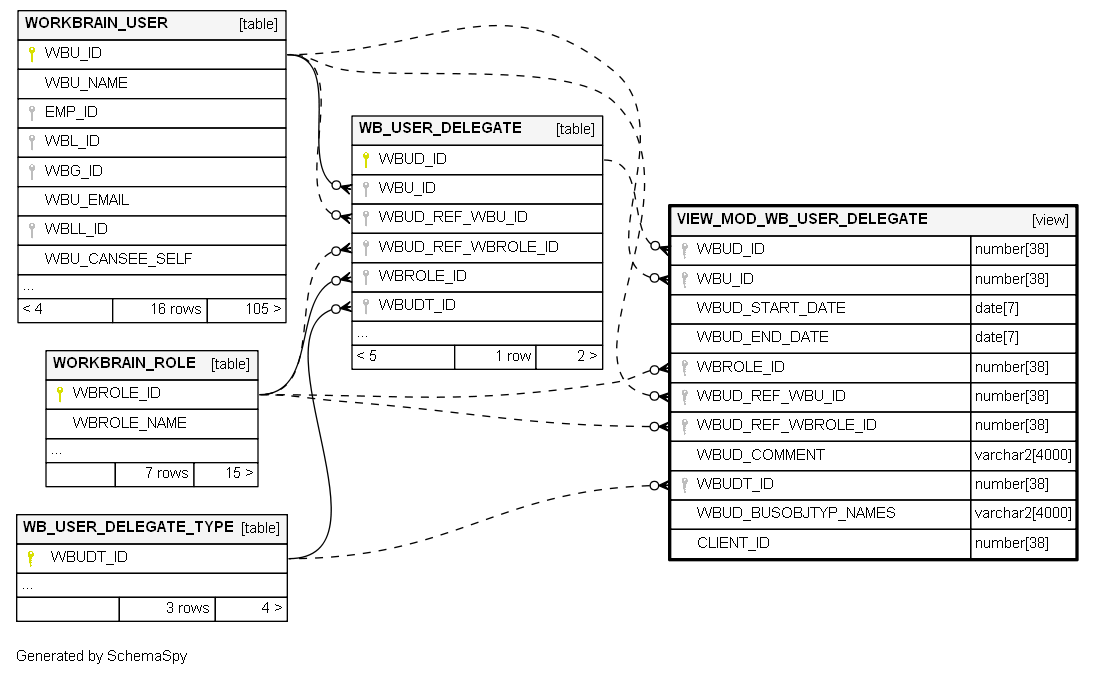 WORKBRAIN_USER [table]
WBU_ID
WBU_NAME
EMP_ID
WBL_ID
WBG_ID
WBU_EMAIL
WBLL_ID
WBU_CANSEE_SELF
...
< 4 16 rows 105 >
WB_USER_DELEGATE [table]
WBUD_ID
WBU_ID
WBUD_REF_WBU_ID
WBUD_REF_WBROLE_ID
WBROLE_ID
WBUDT_ID
...
< 5 1 row 2 >
VIEW_MOD_WB_USER_DELEGATE [view]
WBUD_ID number[38]
WBU_ID number[38]
WBUD_START_DATE date[7]
WBUD_END_DATE date[7]
WBROLE_ID number[38]
WBUD_REF_WBU_ID number[38]
WBUD_REF_WBROLE_ID number[38]
WBUD_COMMENT varchar2[4000]
WBUDT_ID number[38]
WBUD_BUSOBJTYP_NAMES varchar2[4000]
CLIENT_ID number[38]
WORKBRAIN_ROLE [table]
WBROLE_ID
WBROLE_NAME
...
7 rows 15 >
WB_USER_DELEGATE_TYPE [table]
WBUDT_ID
...
3 rows 4 >
Generated by SchemaSpy